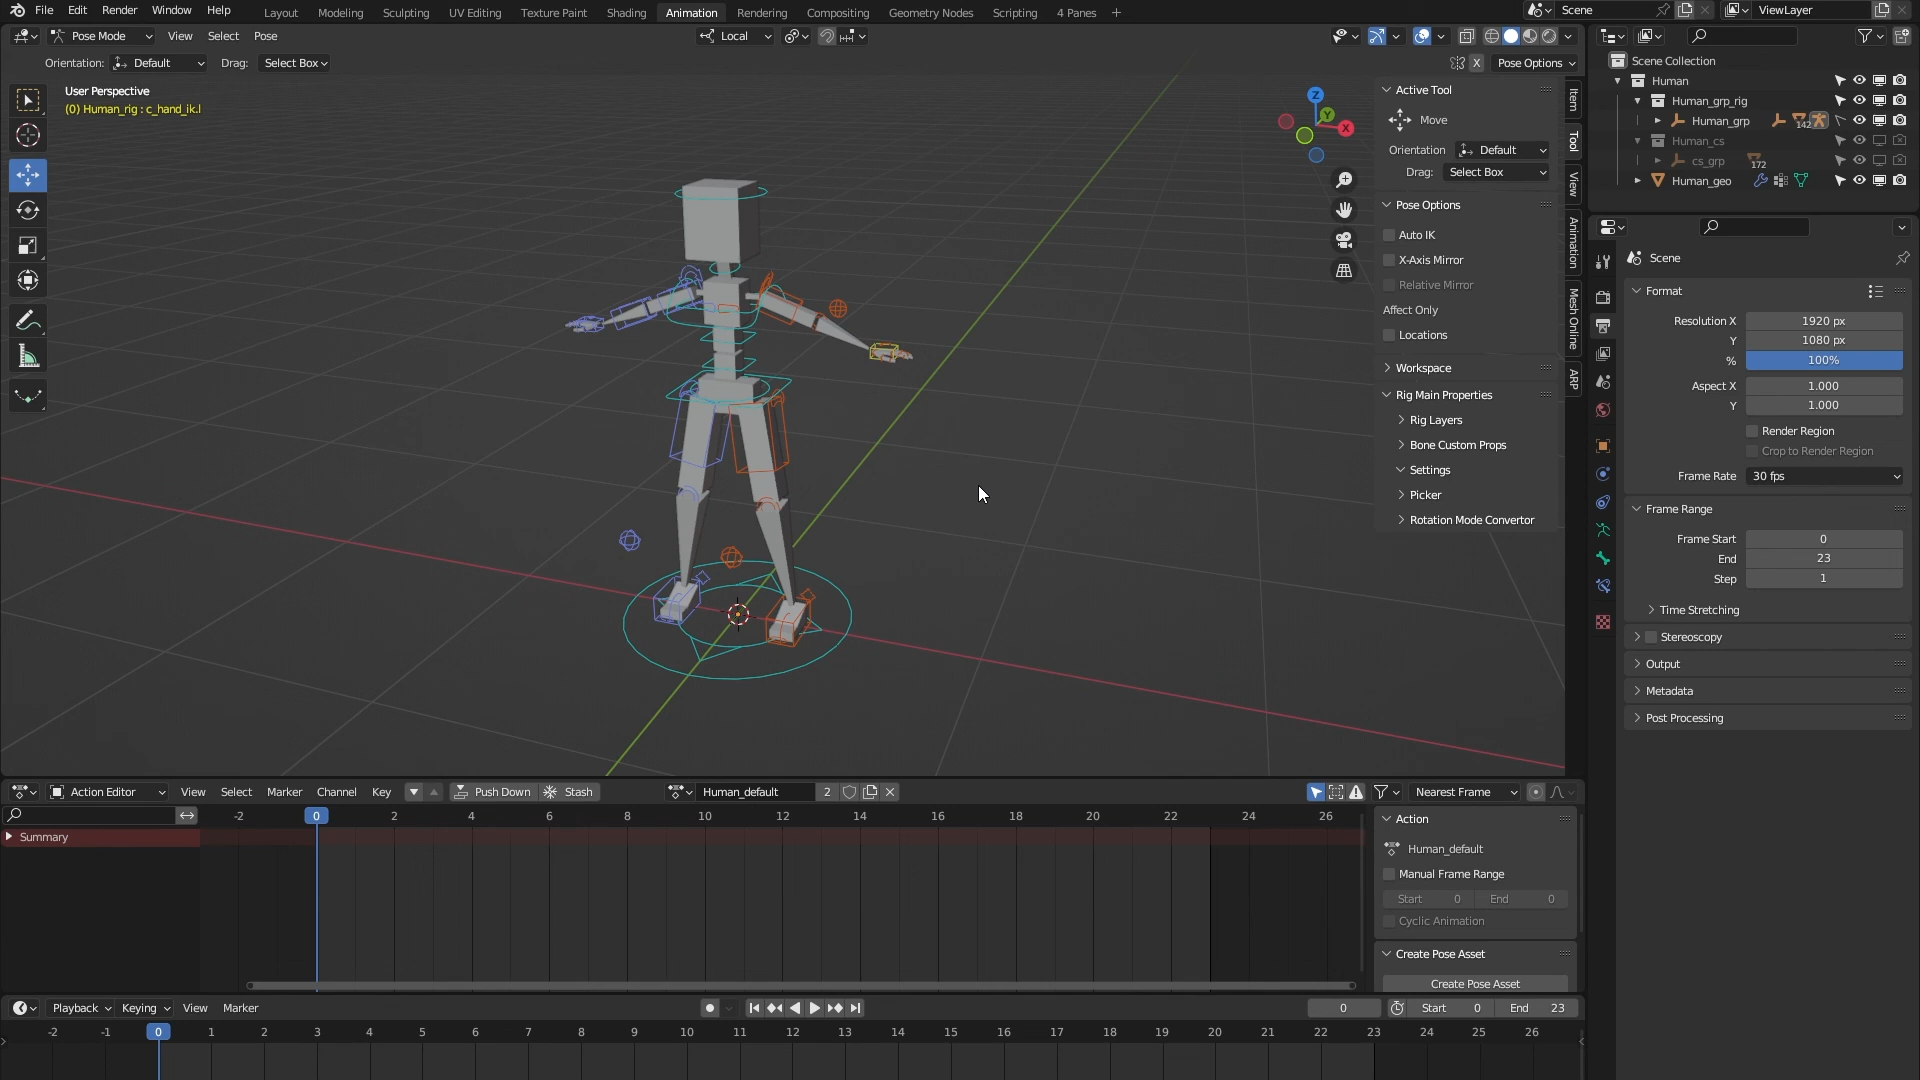 File Edit Render Window Help Layout Modeling Sculpting UV Editing Texture Paint Shading Animation Rendering Compositing Geometry Nodes Scripting 4 Panes + Scene ViewLayer
Pose Mode View Select Pose Local
Orientation: Default Drag: Select Box X Pose Options
User Perspective
(0) Human_rig : c_hand_ik.l
Z
Y
X
Active Tool
Move
Orientation Default
Drag: Select Box
Pose Options
Auto IK
X-Axis Mirror
Relative Mirror
Affect Only
Locations
Workspace
Rig Main Properties
Rig Layers
Bone Custom Props
Settings
Picker
Rotation Mode Convertor
Item
Tool
View
Animation
Mesh Online
ARP
Scene Collection
Human
Human_grp_rig
Human_grp 142
Human_cs
cs_grp 172
Human_geo
Scene
Format
Resolution X 1920 px
Y 1080 px
% 100%
Aspect X 1.000
Y 1.000
Render Region
Crop to Render Region
Frame Rate 30 fps
Frame Range
Frame Start 0
End 23
Step 1
Time Stretching
Stereoscopy
Output
Metadata
Post Processing
Action Editor View Select Marker Channel Key Push Down Stash Human_default 2 Nearest Frame
-2 0 2 4 6 8 10 12 14 16 18 20 22 24 26
Summary
Action
Human_default
Manual Frame Range
Start 0 End 0
Cyclic Animation
Create Pose Asset
Create Pose Asset
Playback Keying View Marker 0 Start 0 End 23
-2 -1 0 1 2 3 4 5 6 7 8 9 10 11 12 13 14 15 16 17 18 19 20 21 22 23 24 25 26